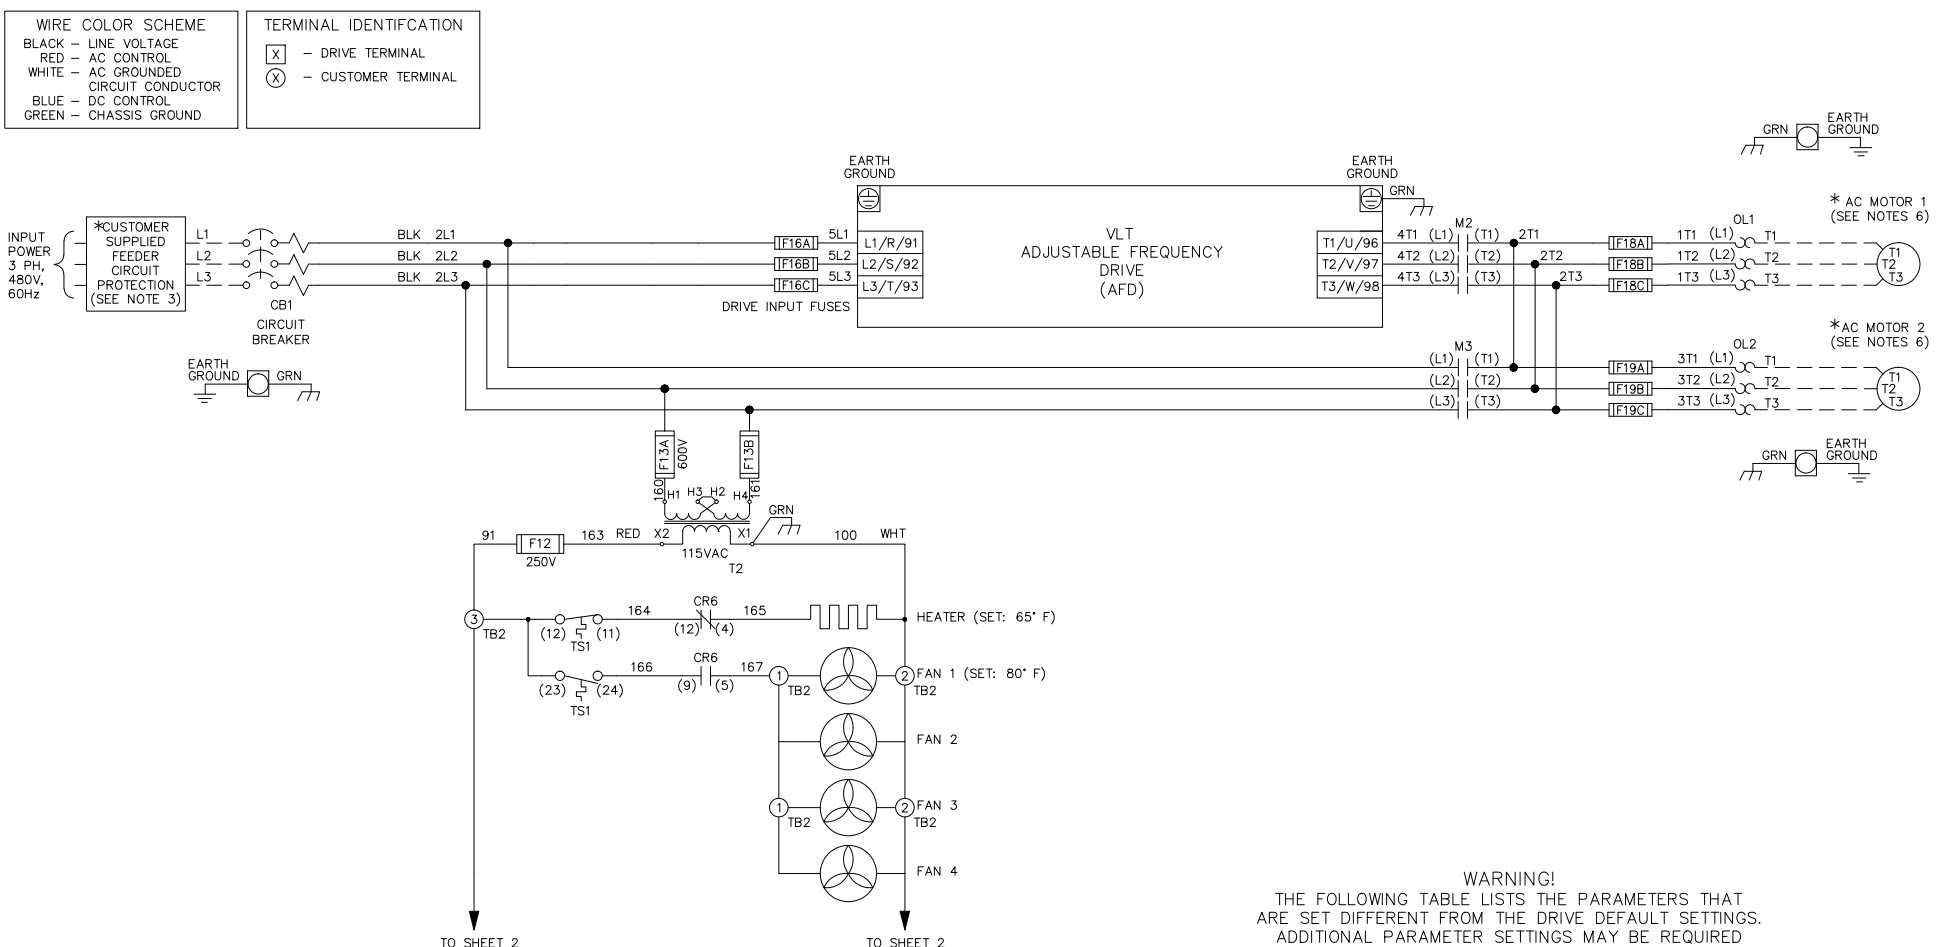 WIRE COLOR SCHEME
BLACK – LINE VOLTAGE
RED – AC CONTROL
WHITE – AC GROUNDED
CIRCUIT CONDUCTOR
BLUE – DC CONTROL
GREEN – CHASSIS GROUND
TERMINAL IDENTIFCATION
X – DRIVE TERMINAL
X – CUSTOMER TERMINAL
INPUT
POWER
3 PH,
480V,
60Hz
*CUSTOMER
SUPPLIED
FEEDER
CIRCUIT
PROTECTION
(SEE NOTE 3)
L1
L2
L3
CB1
CIRCUIT
BREAKER
EARTH
GROUND
GRN
BLK 2L1
BLK 2L2
BLK 2L3
F16A 5L1
F16B 5L2
F16C 5L3
DRIVE INPUT FUSES
EARTH
GROUND
L1/R/91
L2/S/92
L3/T/93
VLT
ADJUSTABLE FREQUENCY
DRIVE
(AFD)
EARTH
GROUND
GRN
T1/U/96
T2/V/97
T3/W/98
M2
4T1 (L1) (T1) 2T1
4T2 (L2) (T2) 2T2
4T3 (L3) (T3) 2T3
F18A 1T1 (L1) T1
F18B 1T2 (L2) T2
F18C 1T3 (L3) T3
OL1
GRN
EARTH
GROUND
* AC MOTOR 1
(SEE NOTES 6)
T1
T2
T3
M3
(L1) (T1)
(L2) (T2)
(L3) (T3)
F19A 3T1 (L1) T1
F19B 3T2 (L2) T2
F19C 3T3 (L3) T3
OL2
*AC MOTOR 2
(SEE NOTES 6)
T1
T2
T3
GRN
EARTH
GROUND
F13A
600V
F13B
160
161
H1 H3 H2 H4
GRN
91 F12 163 RED X2 X1 100 WHT
250V
115VAC
T2
3
TB2
(12) (11)
TS1
164
CR6
(12) (4)
165
HEATER (SET: 65° F)
(23) (24)
TS1
166
CR6
(9) (5)
167
1
TB2
2
TB2
FAN 1 (SET: 80° F)
FAN 2
1
TB2
2
TB2
FAN 3
FAN 4
TO SHEET 2
TO SHEET 2
WARNING!
THE FOLLOWING TABLE LISTS THE PARAMETERS THAT
ARE SET DIFFERENT FROM THE DRIVE DEFAULT SETTINGS.
ADDITIONAL PARAMETER SETTINGS MAY BE REQUIRED